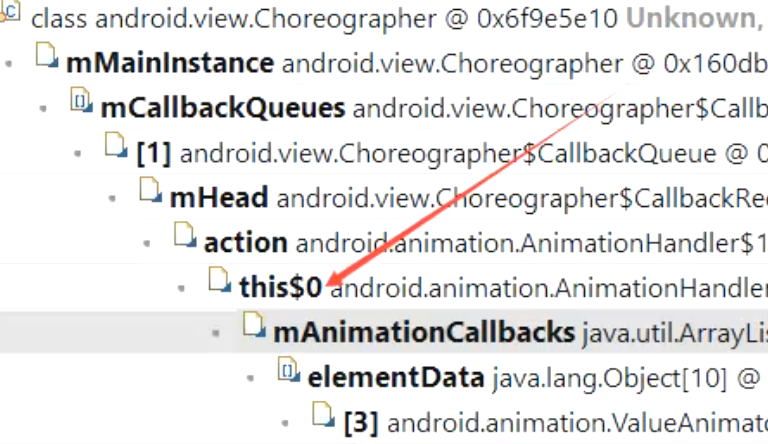 class android.view.Choreographer @ 0x6f9e5e10 Unknown,
mMainInstance android.view.Choreographer @ 0x160db
mCallbackQueues android.view.Choreographer$Callb
[1] android.view.Choreographer$CallbackQueue @ 0
mHead android.view.Choreographer$CallbackRec
action android.animation.AnimationHandler$1
this$0 android.animation.AnimationHandler
mAnimationCallbacks java.util.ArrayLis
elementData java.lang.Object[10] @
[3] android.animation.ValueAnimato